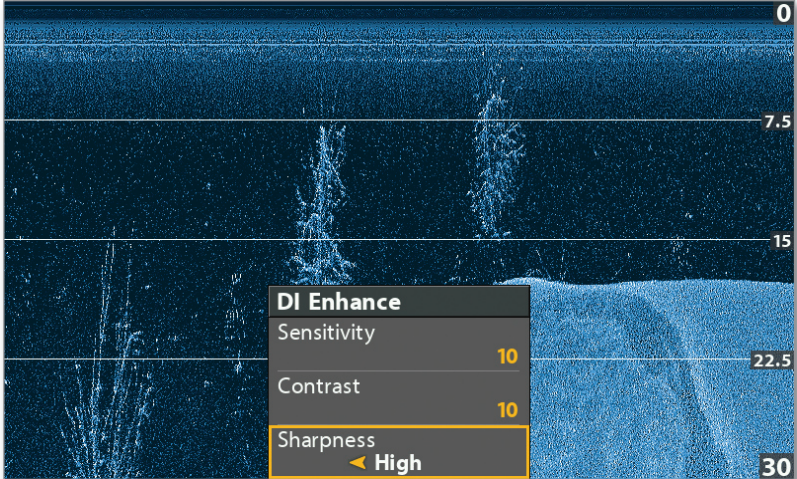 0
7.5
15
DI Enhance
Sensitivity
10
Contrast
10
22.5
Sharpness
High
30